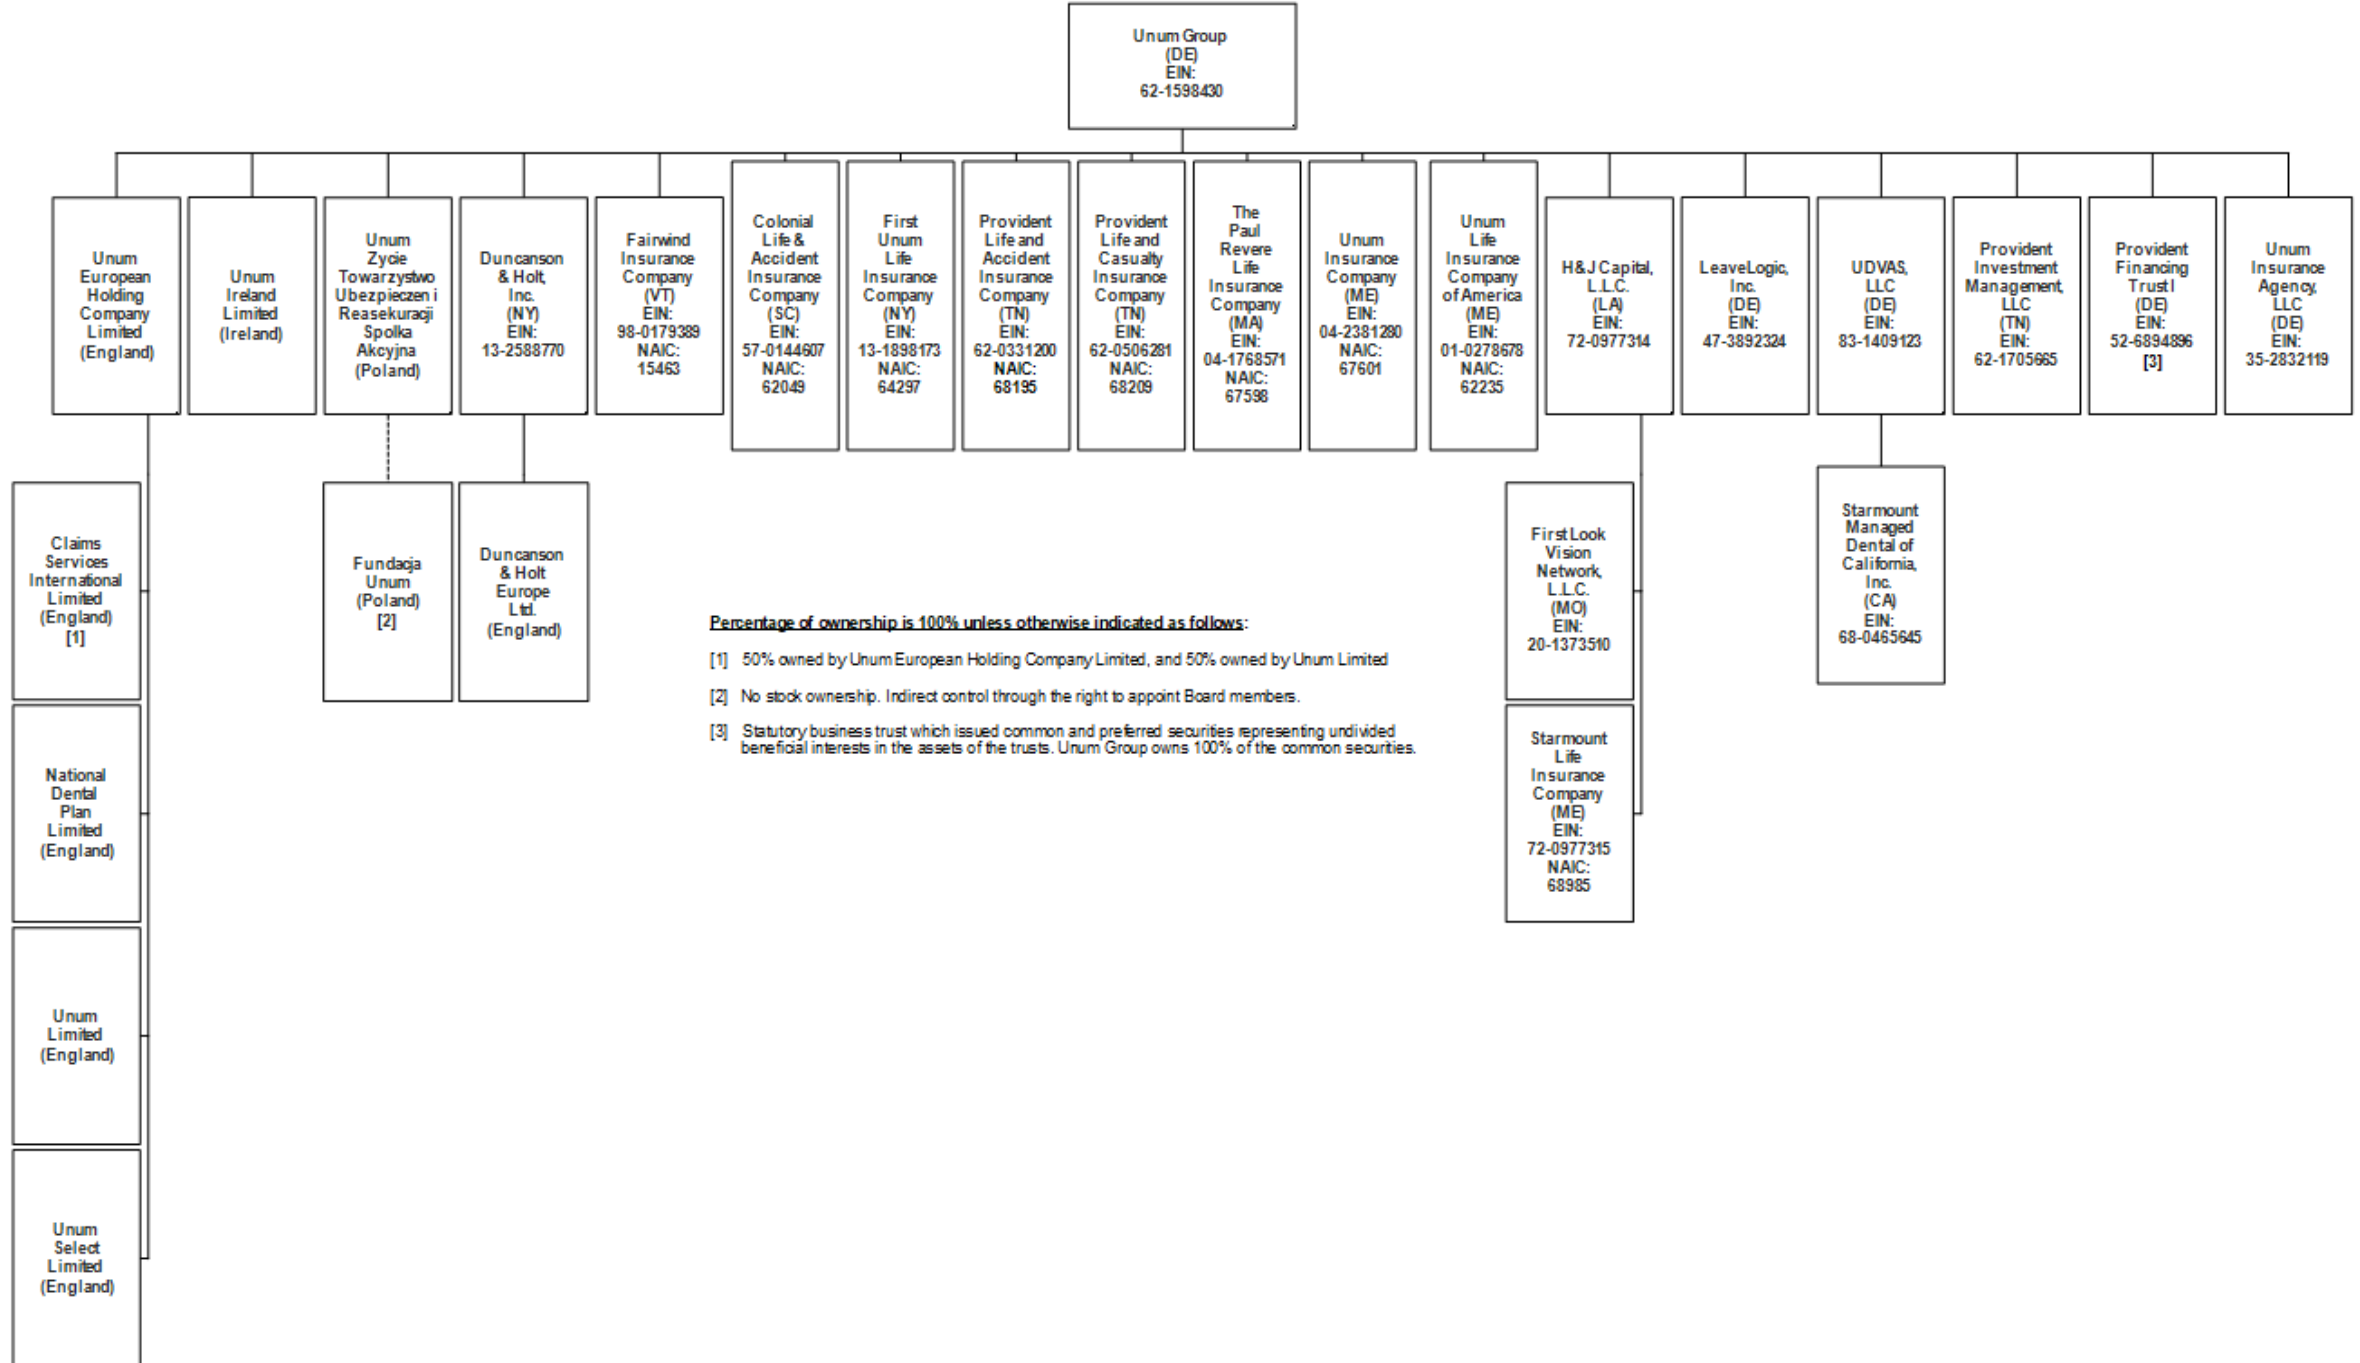 Unum Group
(DE)
EIN:
62-1598430
Unum
European
Holding
Company
Limited
(England)
Unum
Ireland
Limited
(Ireland)
Unum
Zycie
Towarzystwo
Ubezpieczen i
Reasekuracji
Spolka
Akcyjna
(Poland)
Duncanson
& Holt,
Inc.
(NY)
EIN:
13-2588770
Fairwind
Insurance
Company
(VT)
EIN:
98-0179389
NAIC:
15463
Colonial
Life &
Accident
Insurance
Company
(SC)
EIN:
57-0144607
NAIC:
62049
First
Unum
Life
Insurance
Company
(NY)
EIN:
13-1898173
NAIC:
64297
Provident
Life and
Accident
Insurance
Company
(TN)
EIN:
62-0331200
NAIC:
68195
Provident
Life and
Casualty
Insurance
Company
(TN)
EIN:
62-0506281
NAIC:
68209
The
Paul
Revere
Life
Insurance
Company
(MA)
EIN:
04-1768571
NAIC:
67598
Unum
Insurance
Company
(ME)
EIN:
04-2381280
NAIC:
67601
Unum
Life
Insurance
Company
of America
(ME)
EIN:
01-0278678
NAIC:
62235
H&J Capital,
L.L.C.
(LA)
EIN:
72-0977314
LeaveLogic,
Inc.
(DE)
EIN:
47-3892324
UDVAS,
LLC
(DE)
EIN:
83-1409123
Provident
Investment
Management,
LLC
(TN)
EIN:
62-1705665
Provident
Financing
Trust I
(DE)
EIN:
52-6894896
[3]
Unum
Insurance
Agency,
LLC
(DE)
EIN:
35-2832119
Claims
Services
International
Limited
(England)
[1]
Fundacja
Unum
(Poland)
[2]
Duncanson
& Holt
Europe
Ltd.
(England)
First Look
Vision
Network,
L.L.C.
(MO)
EIN:
20-1373510
Starmount
Managed
Dental of
California,
Inc.
(CA)
EIN:
68-0465645
Percentage of ownership is 100% unless otherwise indicated as follows:
[1] 50% owned by Unum European Holding Company Limited, and 50% owned by Unum Limited
[2] No stock ownership. Indirect control through the right to appoint Board members.
[3] Statutory business trust which issued common and preferred securities representing undivided
beneficial interests in the assets of the trusts. Unum Group owns 100% of the common securities.
National
Dental
Plan
Limited
(England)
Starmount
Life
Insurance
Company
(ME)
EIN:
72-0977315
NAIC:
68985
Unum
Limited
(England)
Unum
Select
Limited
(England)